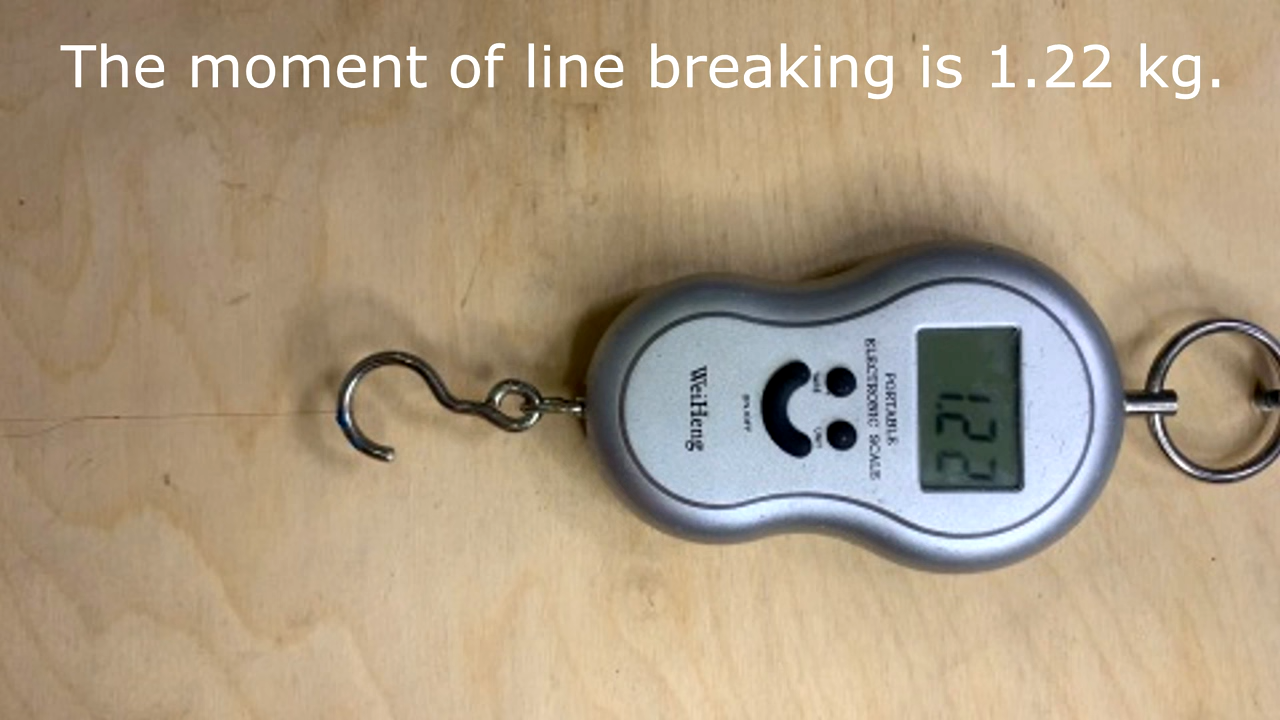 The moment of line breaking is 1.22 kg.
PORTABLE
ELECTRONIC SCALE
WeiHeng
1.22